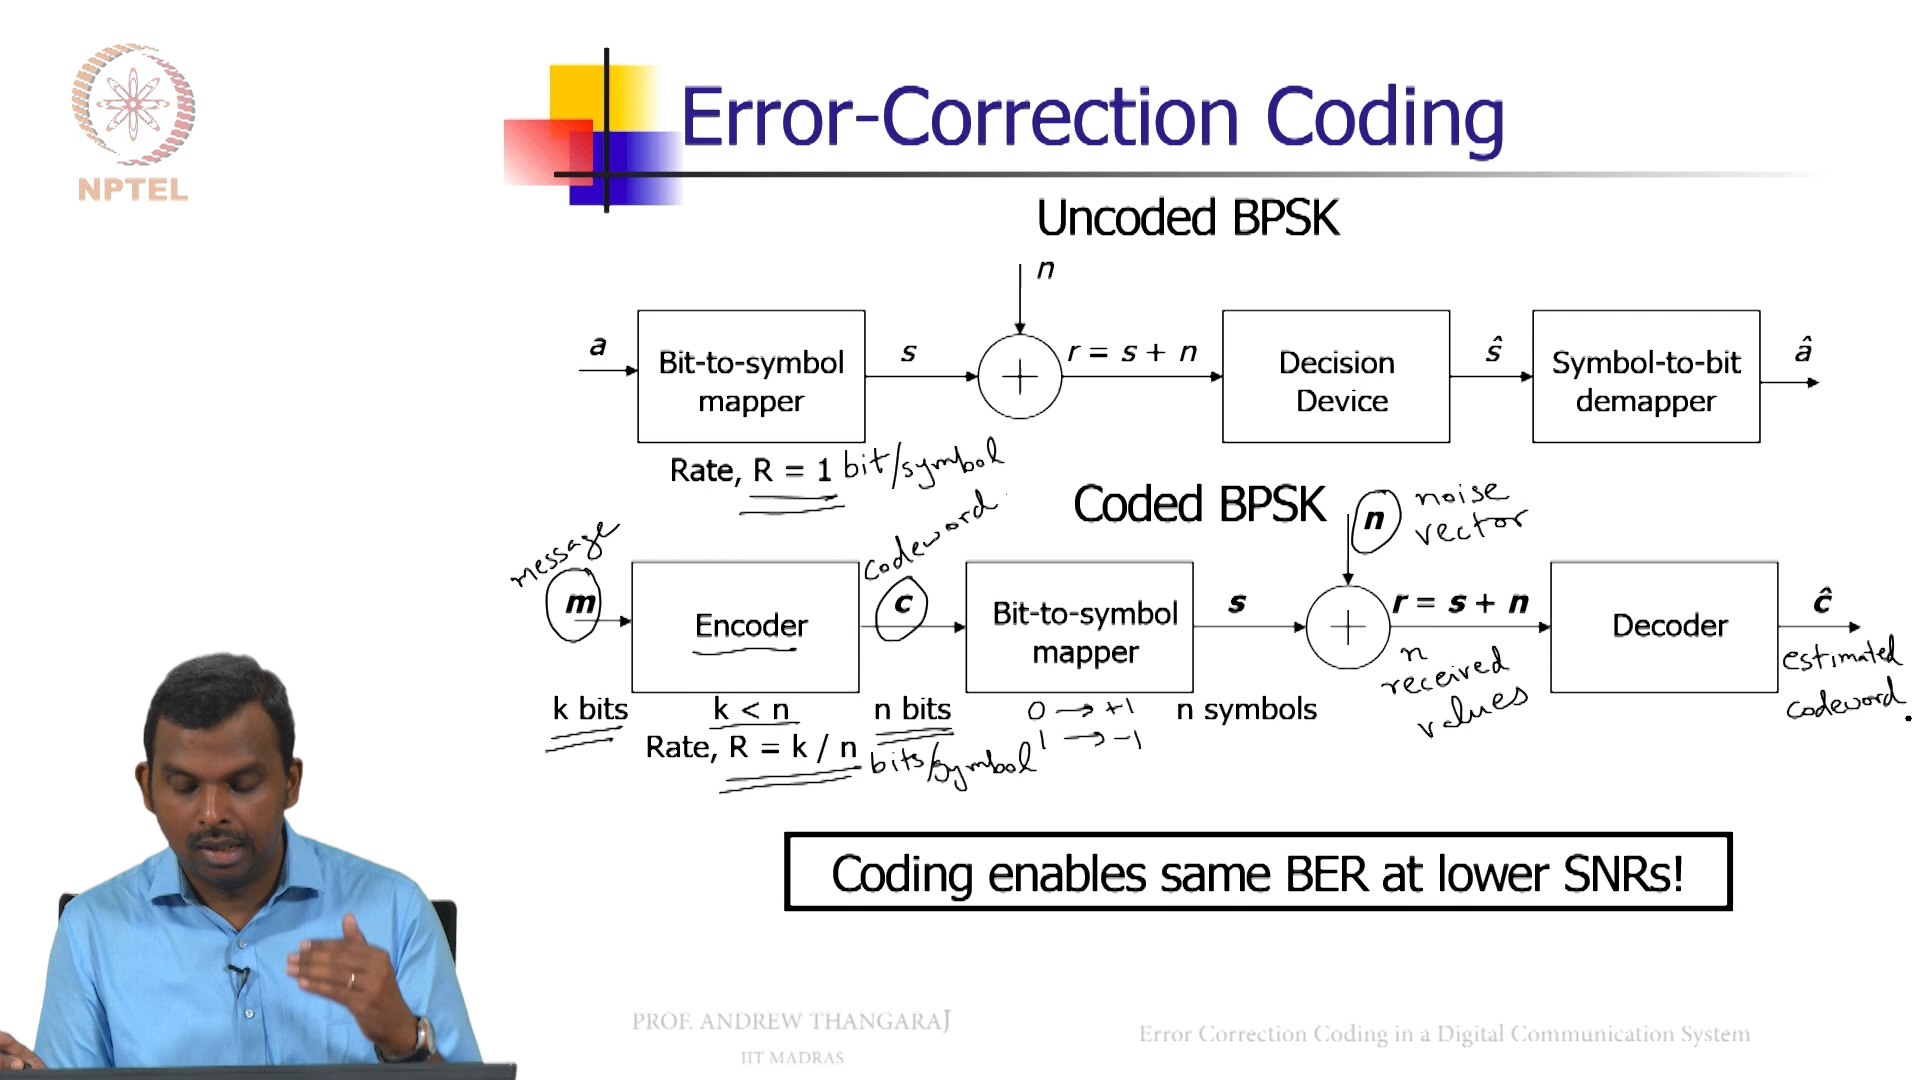 NPTEL
Error-Correction Coding
Uncoded BPSK
n
a
Bit-to-symbol
mapper
s
r = s + n
Decision
Device
ŝ
Symbol-to-bit
demapper
â
Rate, R = 1 bit/symbol
Coded BPSK
n
noise
vector
message
m
Encoder
codeword
c
Bit-to-symbol
mapper
s
r = s + n
n
received
values
Decoder
ĉ
estimated
codeword.
k bits
k < n
n bits
0 → +1
1 → -1
n symbols
Rate, R = k / n bits/symbol
Coding enables same BER at lower SNRs!
PROF. ANDREW THANGARAJ
IIT MADRAS
Error Correction Coding in a Digital Communication System